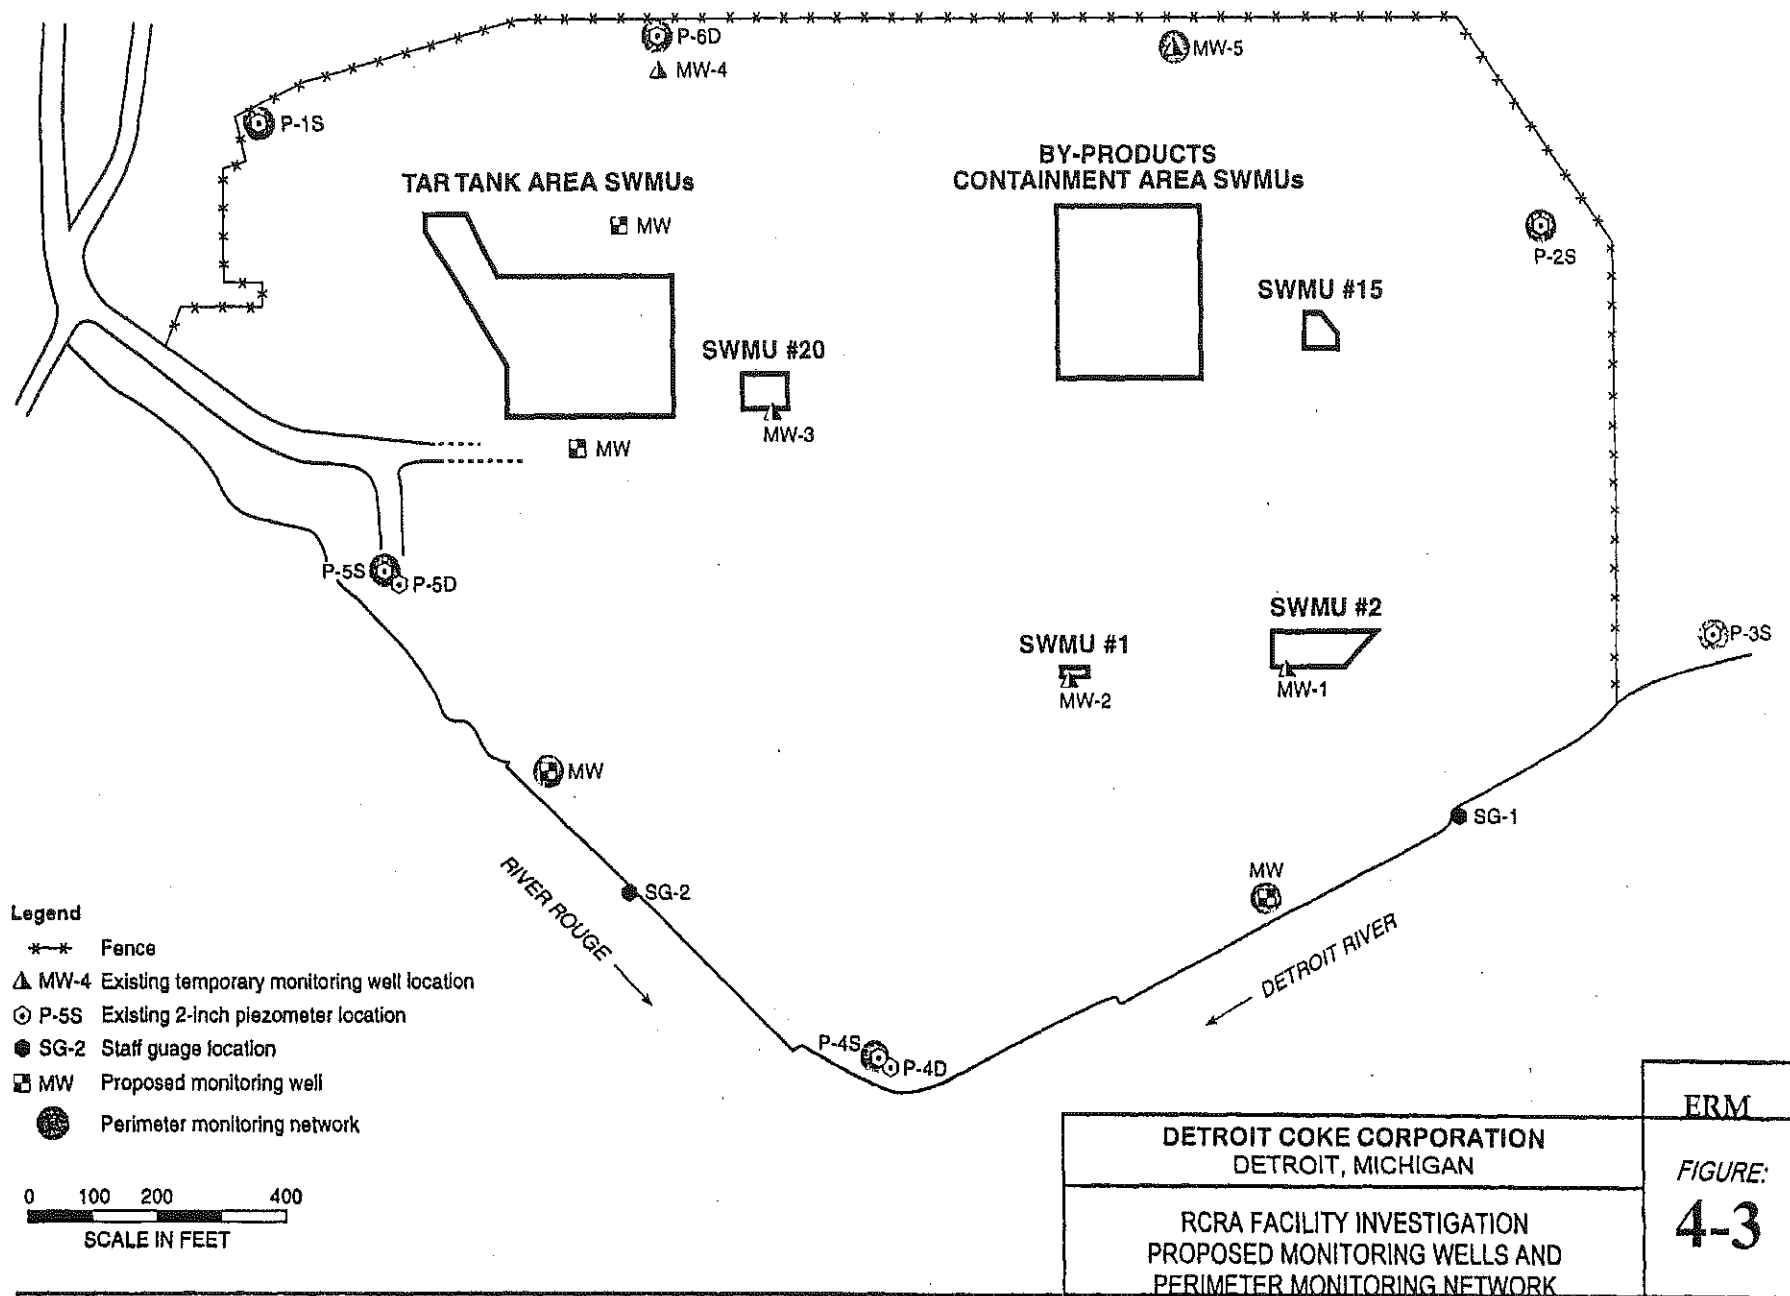 P-6D
MW-4
MW-5
P-1S
TAR TANK AREA SWMUs
BY-PRODUCTS
CONTAINMENT AREA SWMUs
MW
P-2S
SWMU #15
SWMU #20
MW-3
MW
P-5S
P-5D
SWMU #2
SWMU #1
P-3S
MW-1
MW-2
MW
SG-1
MW
SG-2
RIVER ROUGE
DETROIT RIVER
P-4S
P-4D
Legend
Fence
MW-4 Existing temporary monitoring well location
P-5S Existing 2-inch piezometer location
SG-2 Staff guage location
MW Proposed monitoring well
Perimeter monitoring network
0 100 200 400
SCALE IN FEET
ERM
DETROIT COKE CORPORATION
DETROIT, MICHIGAN
FIGURE:
4-3
RCRA FACILITY INVESTIGATION
PROPOSED MONITORING WELLS AND
PERIMETER MONITORING NETWORK